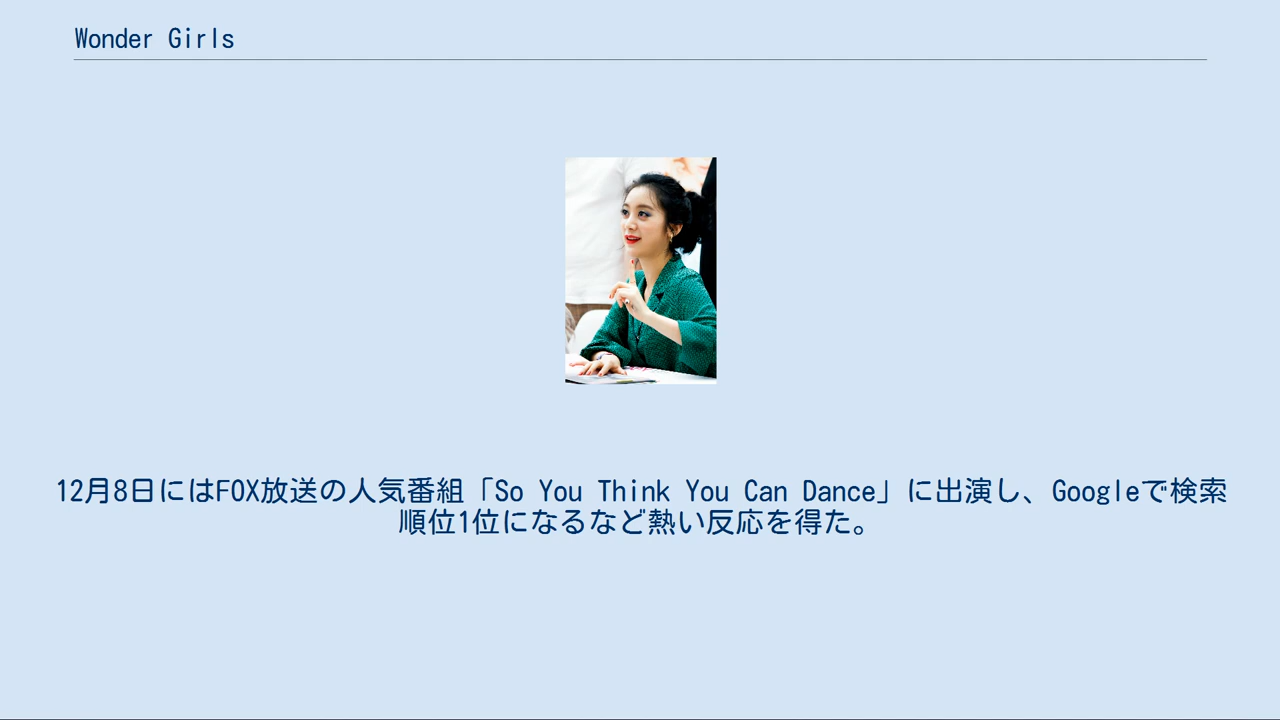 Wonder Girls
12月8日にはFOX放送の人気番組「So You Think You Can Dance」に出演し、Googleで検索
順位1位になるなど熱い反応を得た。